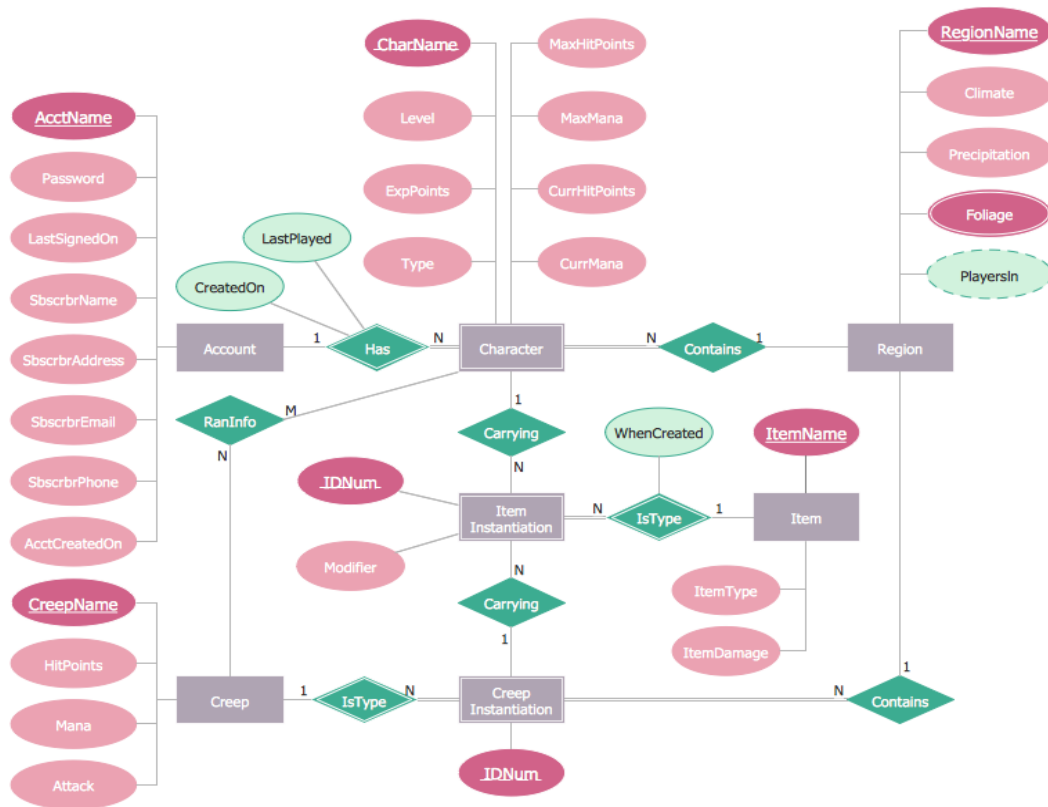 CharName
MaxHitPoints
RegionName
Level
MaxMana
Climate
AcctName
Password
ExpPoints
CurrHitPoints
Precipitation
LastSignedOn
LastPlayed
Type
CurrMana
Foliage
SbscrbrName
CreatedOn
PlayersIn
SbscrbrAddress
Account
1
Has
N
Character
N
Contains
1
Region
SbscrbrEmail
RanInfo
M
1
Carrying
WhenCreated
ItemName
SbscrbrPhone
N
N
IDNum
AcctCreatedOn
Item
Instantiation
N
IsType
1
Item
Modifier
N
CreepName
Carrying
ItemType
HitPoints
1
ItemDamage
1
Creep
1
IsType
N
Creep
Instantiation
N
Contains
Mana
Attack
IDNum